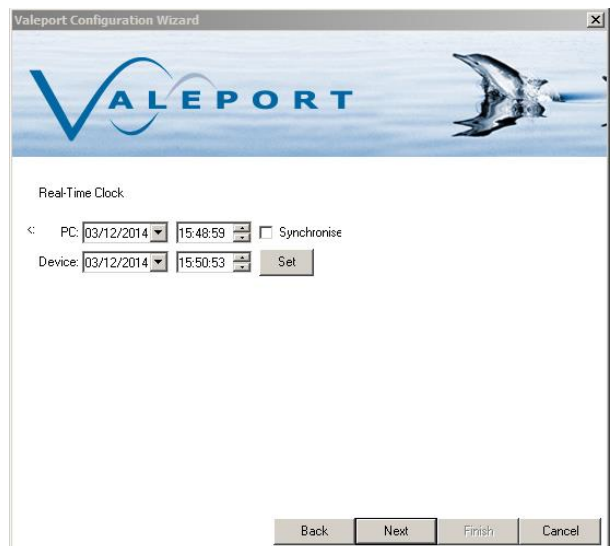 Valeport Configuration Wizard
VALEPORT
Real-Time Clock
<: PC: 03/12/2014 15:48:59 Synchronise
Device: 03/12/2014 15:50:53 Set
Back Next Finish Cancel